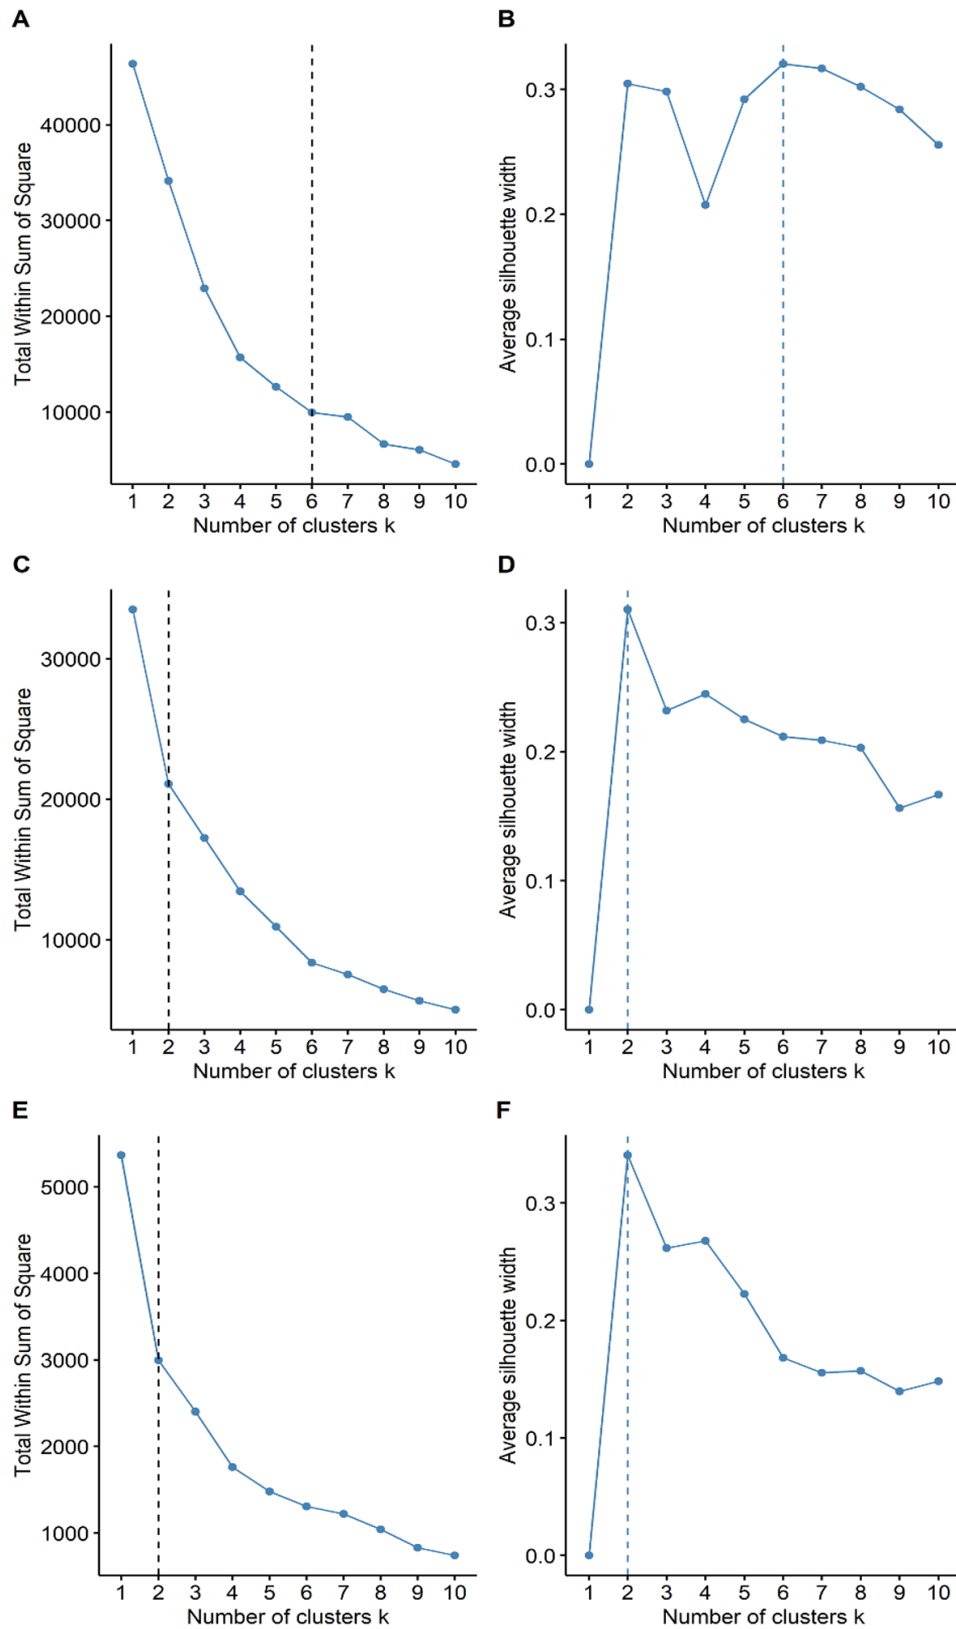 A
Total Within Sum of Square
40000
30000
20000
10000
1 2 3 4 5 6 7 8 9 10
Number of clusters k
B
Average silhouette width
0.3
0.2
0.1
0.0
1 2 3 4 5 6 7 8 9 10
Number of clusters k
C
Total Within Sum of Square
30000
20000
10000
1 2 3 4 5 6 7 8 9 10
Number of clusters k
D
Average silhouette width
0.3
0.2
0.1
0.0
1 2 3 4 5 6 7 8 9 10
Number of clusters k
E
Total Within Sum of Square
5000
4000
3000
2000
1000
1 2 3 4 5 6 7 8 9 10
Number of clusters k
F
Average silhouette width
0.3
0.2
0.1
0.0
1 2 3 4 5 6 7 8 9 10
Number of clusters k